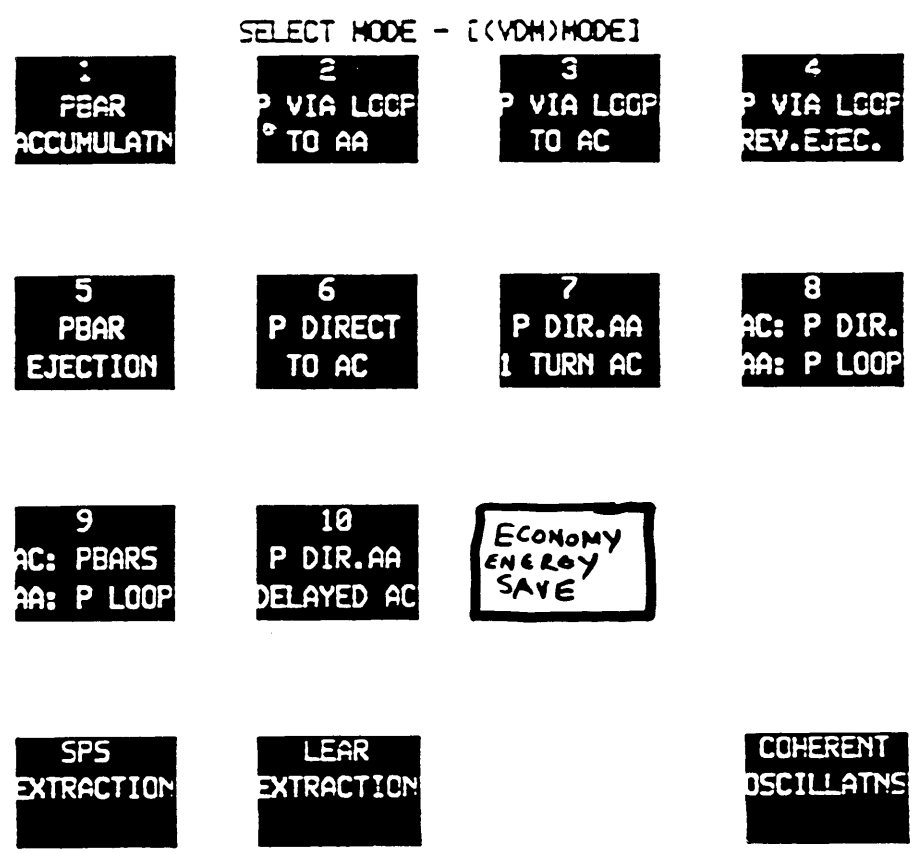 SELECT MODE - [(VDM)MODE]
1
PBAR
ACCUMULATN
2
P VIA LOOP
TO AA
3
P VIA LOOP
TO AC
4
P VIA LOOP
REV.EJEC.
5
PBAR
EJECTION
6
P DIRECT
TO AC
7
P DIR.AA
1 TURN AC
8
AC: P DIR.
AA: P LOOP
9
AC: PBARS
AA: P LOOP
10
P DIR.AA
DELAYED AC
ECONOMY
ENERGY
SAVE
SPS
EXTRACTION
LEAR
EXTRACTION
COHERENT
OSCILLATNS